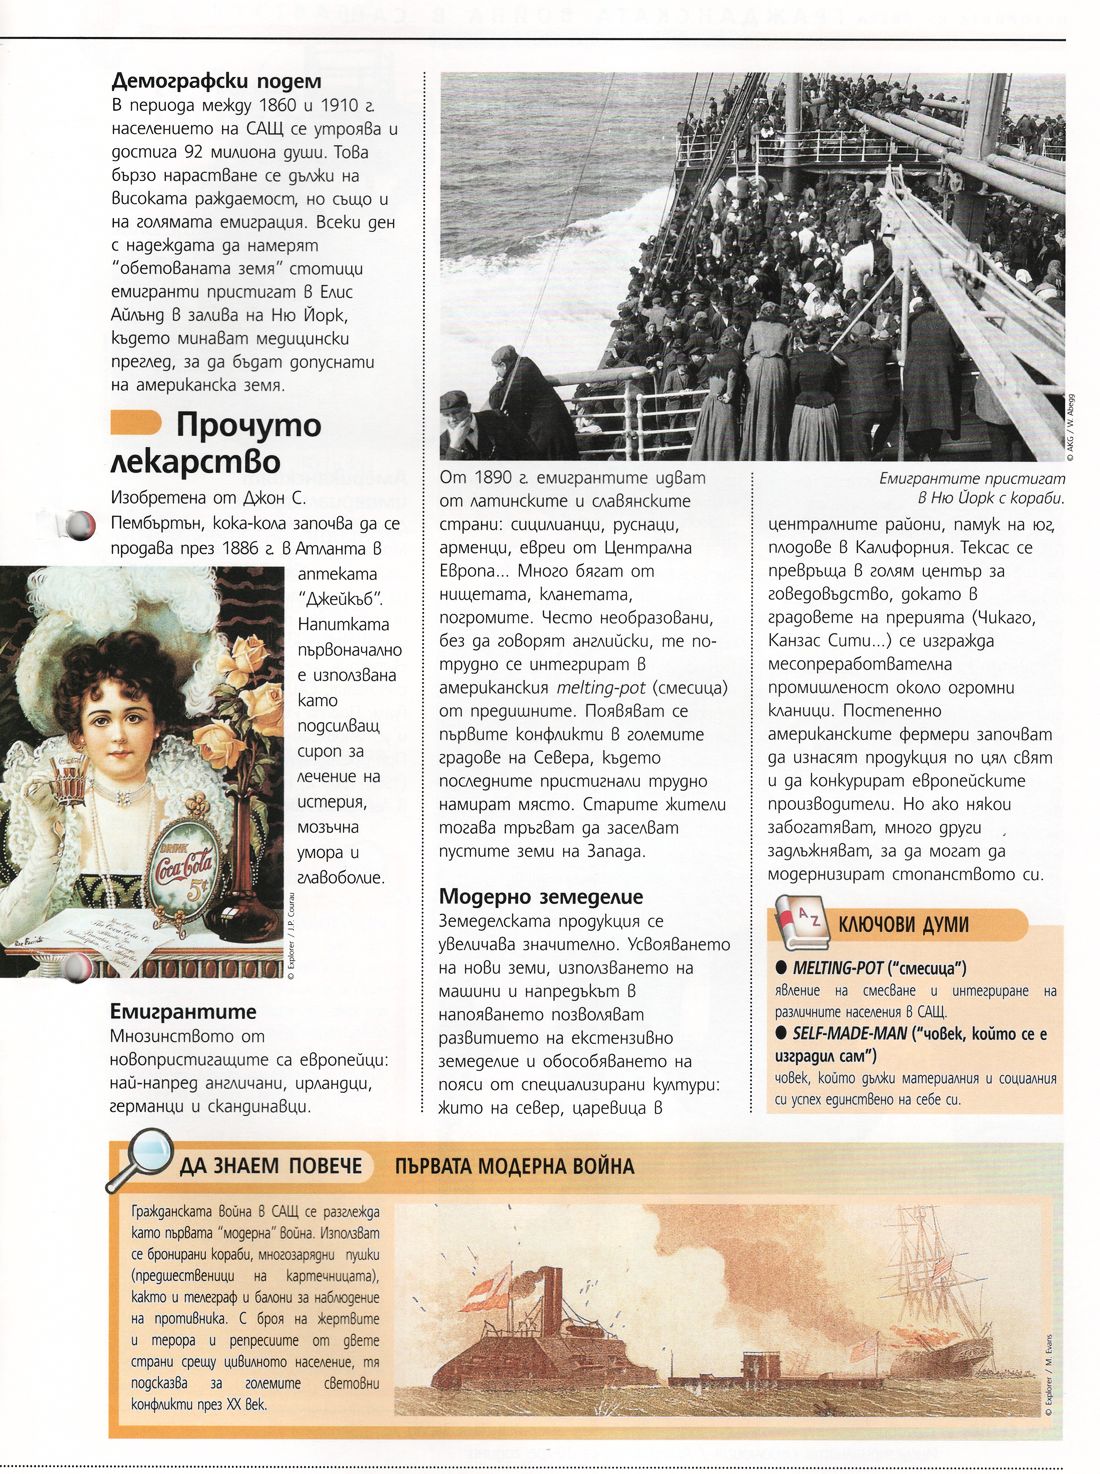 Демографски подем
В периода между 1860 и 1910 г.
населението на САЩ се утроява и
достига 92 милиона души. Това
бързо нарастване се дължи на
високата раждаемост, но също и
на голямата емиграция. Всеки ден
с надеждата да намерят
“обетованата земя” стотици
емигранти пристигат в Елис
Айлънд в залива на Ню Йорк,
където минават медицински
преглед, за да бъдат допуснати
на американска земя.
Прочуто
лекарство
Изобретена от Джон С.
Пембъртън, кока-кола започва да се
продава през 1886 г. в Атланта в
аптеката
“Джейкъб”.
Напитката
първоначално
е използвана
като
подсилващ
сироп за
лечение на
истерия,
мозъчна
умора и
главоболие.
DRINK
Coca-Cola
5¢
© Explorer / J.P. Courau
Емигрантите
Мнозинството от
новопристигащите са европейци:
най-напред англичани, ирландци,
германци и скандинавци.
© AKG / W. Abegg
Емигрантите пристигат
в Ню Йорк с кораби.
От 1890 г. емигрантите идват
от латинските и славянските
страни: сицилианци, руснаци,
арменци, евреи от Централна
Европа... Много бягат от
нищетата, кланетата,
погромите. Често необразовани,
без да говорят английски, те по-
трудно се интегрират в
американския melting-pot (смесица)
от предишните. Появяват се
първите конфликти в големите
градове на Севера, където
последните пристигнали трудно
намират място. Старите жители
тогава тръгват да заселват
пустите земи на Запада.
Модерно земеделие
Земеделската продукция се
увеличава значително. Усвояването
на нови земи, използването на
машини и напредъкът в
напояването позволяват
развитието на екстензивно
земеделие и обособяването на
пояси от специализирани култури:
жито на север, царевица в
централните райони, памук на юг,
плодове в Калифорния. Тексас се
превръща в голям център за
говедовъдство, докато в
градовете на прерията (Чикаго,
Канзас Сити...) се изгражда
месопреработвателна
промишленост около огромни
кланици. Постепенно
американските фермери започват
да изнасят продукция по цял свят
и да конкурират европейските
производители. Но ако някои
забогатяват, много други
задлъжняват, за да могат да
модернизират стопанството си.
A Z
КЛЮЧОВИ ДУМИ
● MELTING-POT (“смесица”)
явление на смесване и интегриране на
различните населения в САЩ.
● SELF-MADE-MAN (“човек, който се е
изградил сам”)
човек, който дължи материалния и социалния
си успех единствено на себе си.
ДА ЗНАЕМ ПОВЕЧЕ
ПЪРВАТА МОДЕРНА ВОЙНА
Гражданската война в САЩ се разглежда
като първата “модерна” война. Използват
се бронирани кораби, многозарядни пушки
(предшественици на картечницата),
както и телеграф и балони за наблюдение
на противника. С броя на жертвите
и терора и репресиите от двете
страни срещу цивилното население, тя
подсказва за големите световни
конфликти през XX век.
© Explorer / M. Evans